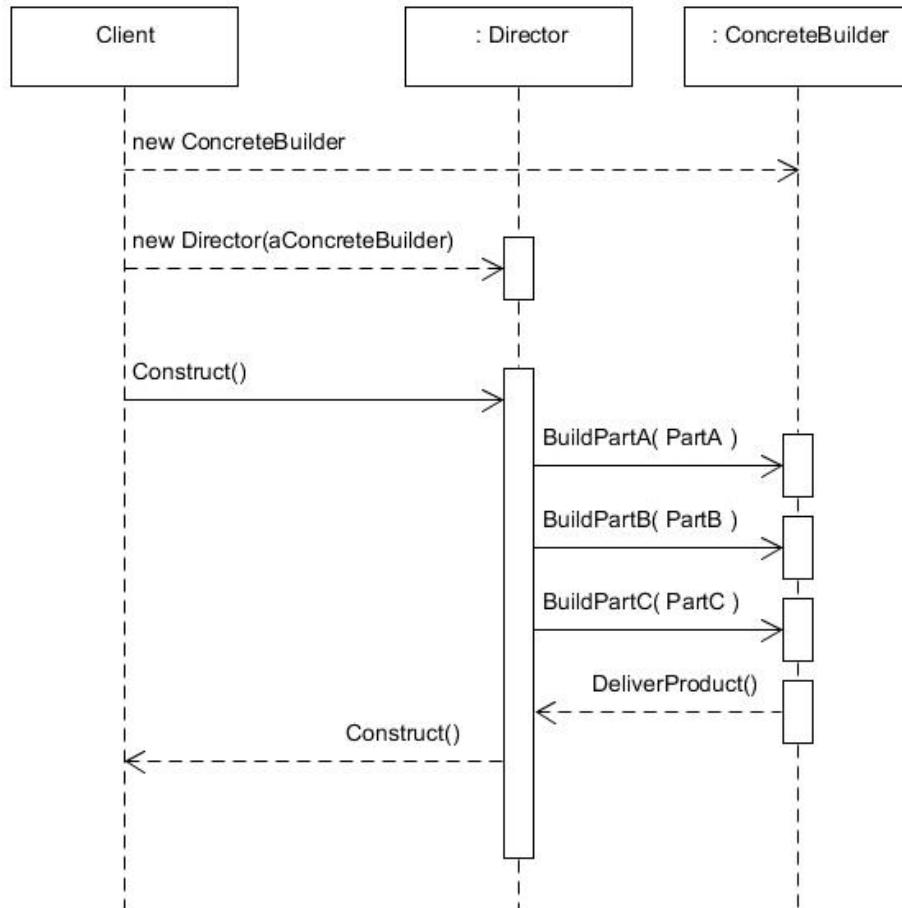 Client
: Director
: ConcreteBuilder
new ConcreteBuilder
new Director(aConcreteBuilder)
Construct()
BuildPartA( PartA )
BuildPartB( PartB )
BuildPartC( PartC )
DeliverProduct()
Construct()